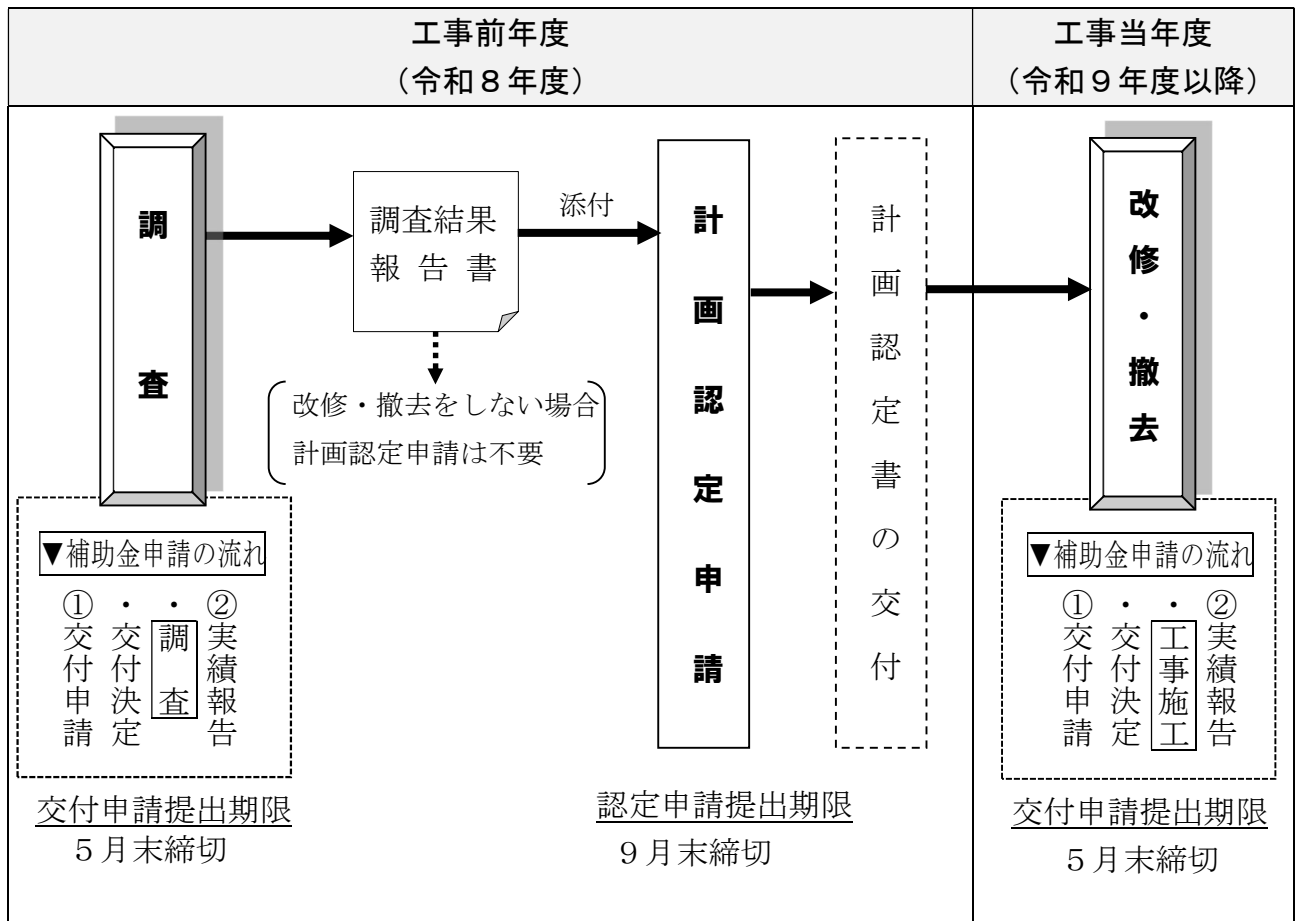 工事前年度
（令和８年度）
工事当年度
（令和９年度以降）
調査
調査結果
報告書
添付
改修・撤去をしない場合
計画認定申請は不要
計画認定申請
計画認定書の交付
改修・撤去
▼補助金申請の流れ
①交付申請
・交付決定
・調査
②実績報告
交付申請提出期限
５月末締切
認定申請提出期限
９月末締切
▼補助金申請の流れ
①交付申請
・交付決定
・工事施工
②実績報告
交付申請提出期限
５月末締切